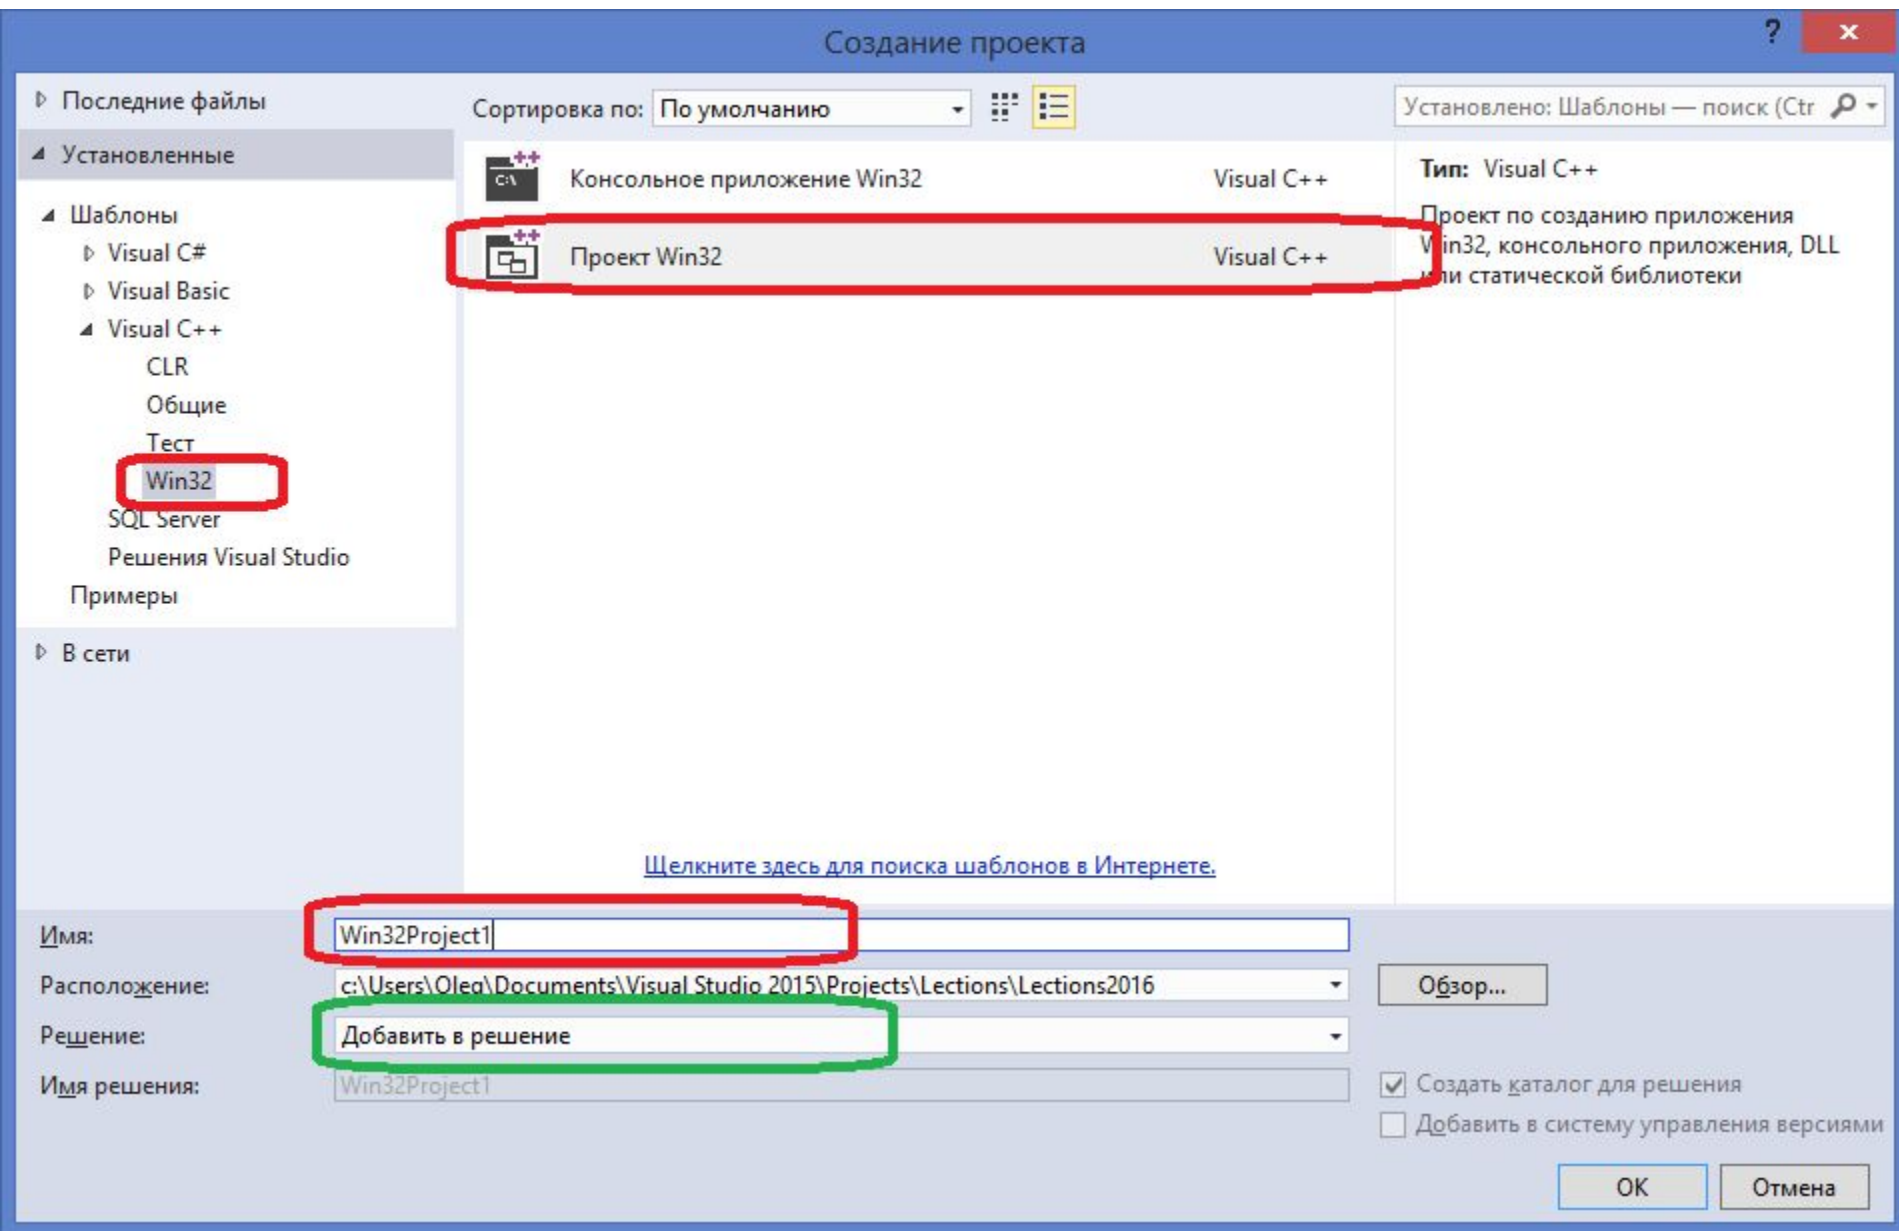 Создание проекта
?
Последние файлы
Установленные
Шаблоны
Visual C#
Visual Basic
Visual C++
CLR
Общие
Тест
Win32
SQL Server
Решения Visual Studio
Примеры
В сети
Сортировка по: По умолчанию
Консольное приложение Win32 Visual C++
Проект Win32 Visual C++
Щелкните здесь для поиска шаблонов в Интернете.
Установлено: Шаблоны — поиск (Ctr
Тип: Visual C++
Проект по созданию приложения
Win32, консольного приложения, DLL
или статической библиотеки
Имя: Win32Project1
Расположение: c:\Users\Oleg\Documents\Visual Studio 2015\Projects\Lections\Lections2016
Обзор...
Решение: Добавить в решение
Имя решения: Win32Project1
Создать каталог для решения
Добавить в систему управления версиями
OK Отмена